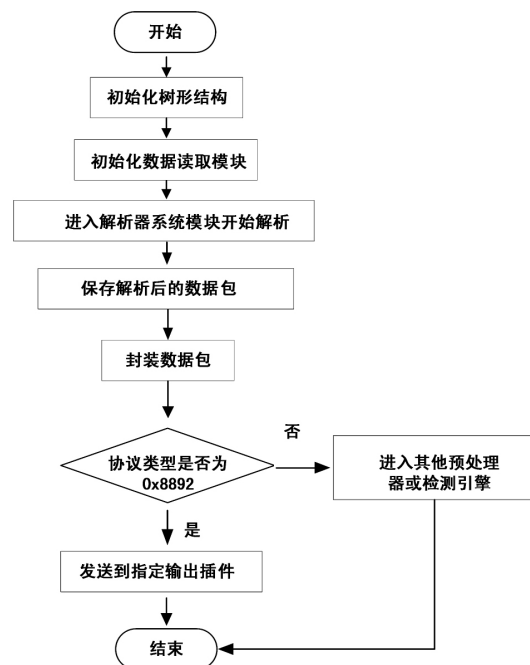 开始
初始化树形结构
初始化数据读取模块
进入解析器系统模块开始解析
保存解析后的数据包
封装数据包
协议类型是否为
0x8892
否
进入其他预处理
器或检测引擎
是
发送到指定输出插件
结束